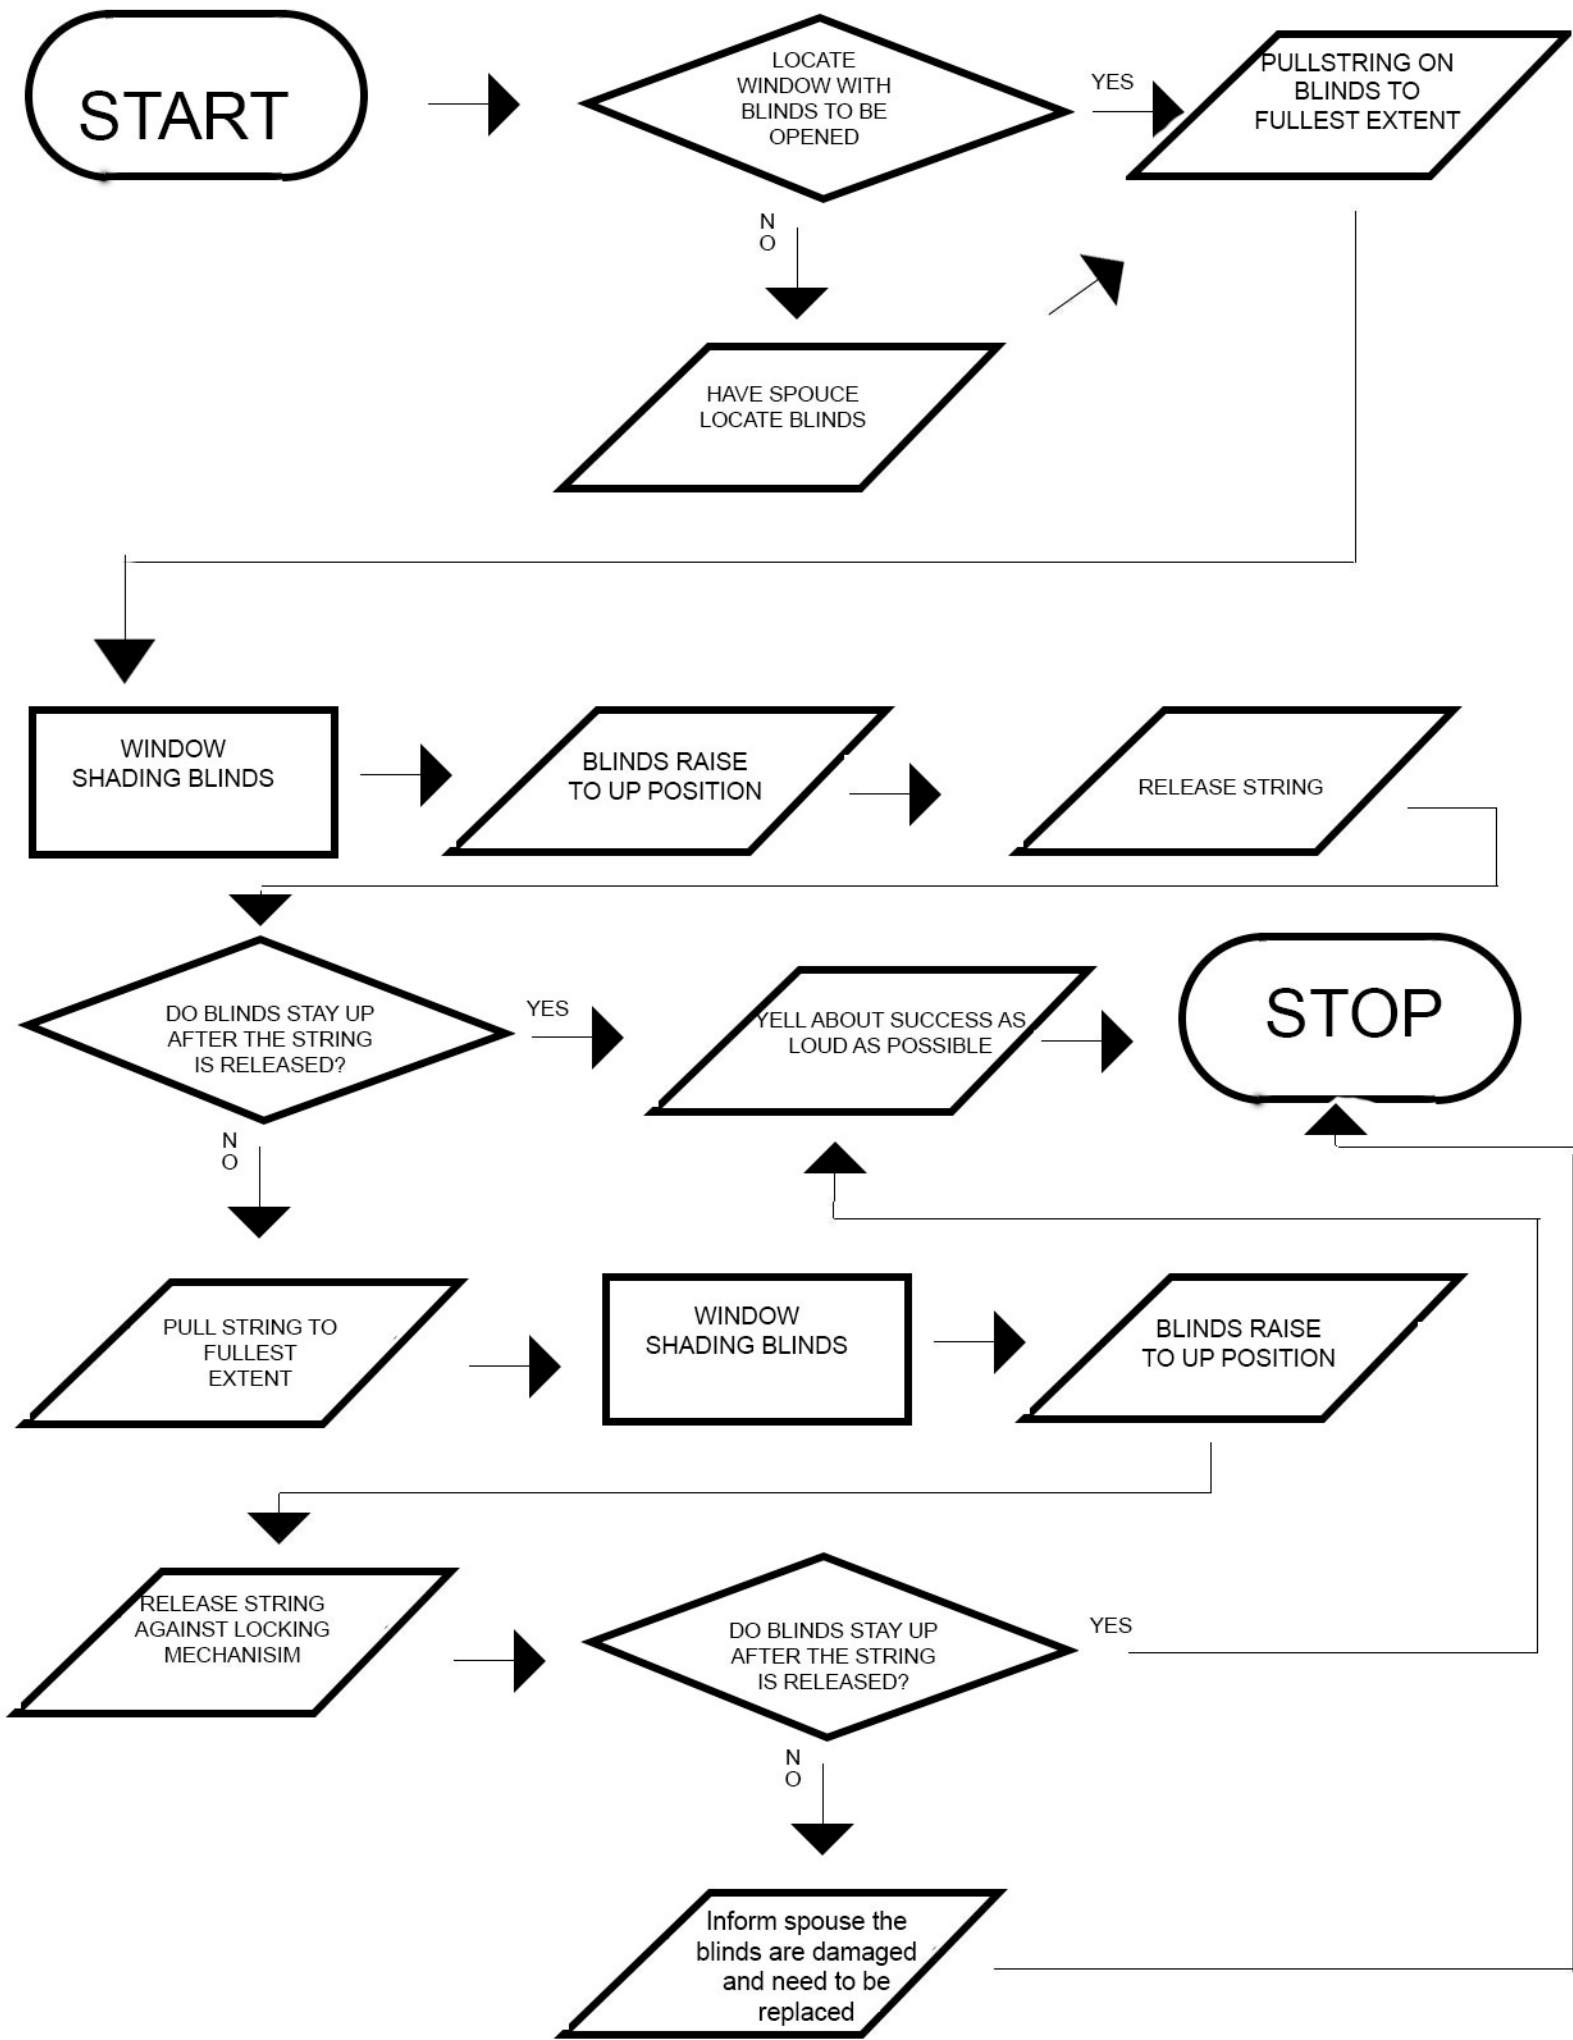 START
LOCATE
WINDOW WITH
BLINDS TO BE
OPENED
YES
PULLSTRING ON
BLINDS TO
FULLEST EXTENT
N
O
HAVE SPOUCE
LOCATE BLINDS
WINDOW
SHADING BLINDS
BLINDS RAISE
TO UP POSITION
RELEASE STRING
DO BLINDS STAY UP
AFTER THE STRING
IS RELEASED?
YES
YELL ABOUT SUCCESS AS
LOUD AS POSSIBLE
STOP
N
O
PULL STRING TO
FULLEST
EXTENT
WINDOW
SHADING BLINDS
BLINDS RAISE
TO UP POSITION
RELEASE STRING
AGAINST LOCKING
MECHANISIM
DO BLINDS STAY UP
AFTER THE STRING
IS RELEASED?
YES
N
O
Inform spouse the
blinds are damaged
and need to be
replaced